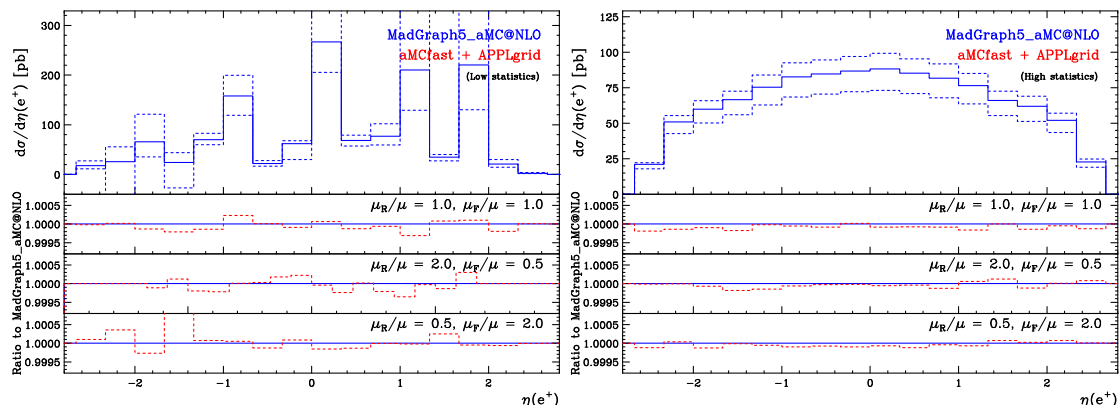 dσ/dη(e⁺) [pb]
300
200
100
0
MadGraph5_aMC@NLO
aMCfast + APPLgrid
(Low statistics)
Ratio to MadGraph5_aMC@NLO
1.0005
1.0000
0.9995
μR/μ = 1.0, μF/μ = 1.0
1.0005
1.0000
0.9995
μR/μ = 2.0, μF/μ = 0.5
1.0005
1.0000
0.9995
μR/μ = 0.5, μF/μ = 2.0
−2 −1 0 1 2
η(e⁺)
dσ/dη(e⁺) [pb]
125
100
75
50
25
0
MadGraph5_aMC@NLO
aMCfast + APPLgrid
(High statistics)
Ratio to MadGraph5_aMC@NLO
1.0005
1.0000
0.9995
μR/μ = 1.0, μF/μ = 1.0
1.0005
1.0000
0.9995
μR/μ = 2.0, μF/μ = 0.5
1.0005
1.0000
0.9995
μR/μ = 0.5, μF/μ = 2.0
−2 −1 0 1 2
η(e⁺)